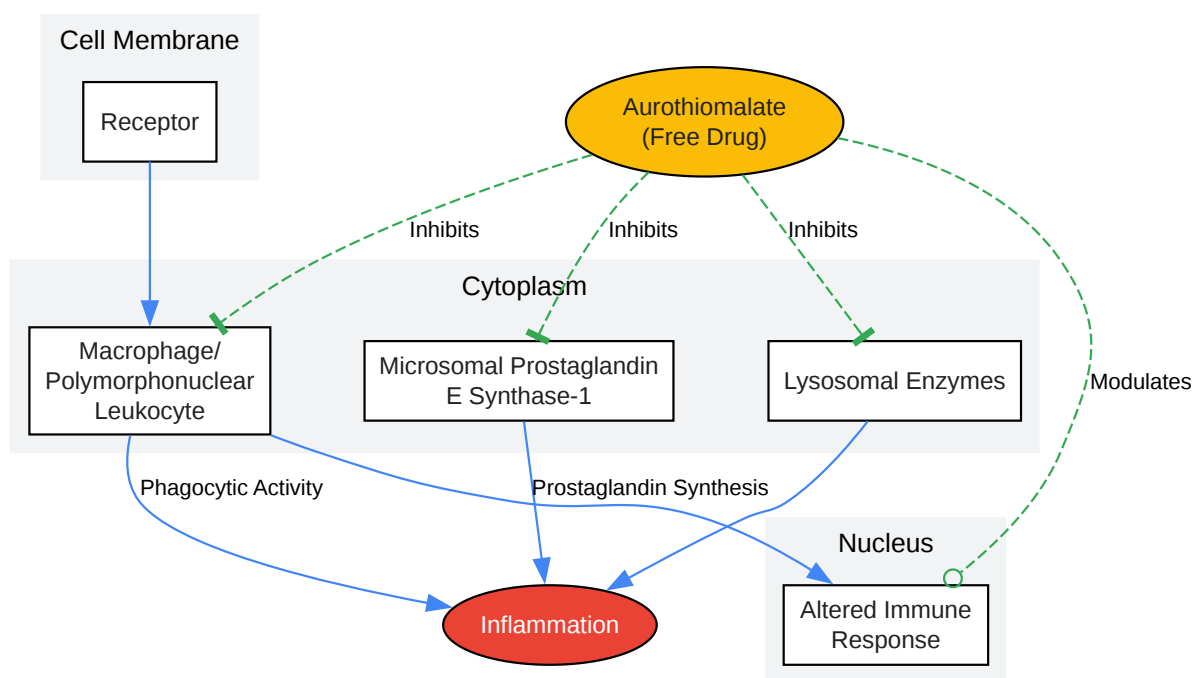 Cell Membrane
Receptor
Aurothiomalate
(Free Drug)
Inhibits
Inhibits
Inhibits
Cytoplasm
Macrophage/
Polymorphonuclear
Leukocyte
Microsomal Prostaglandin
E Synthase-1
Lysosomal Enzymes
Modulates
Phagocytic Activity
Prostaglandin Synthesis
Nucleus
Altered Immune
Response
Inflammation